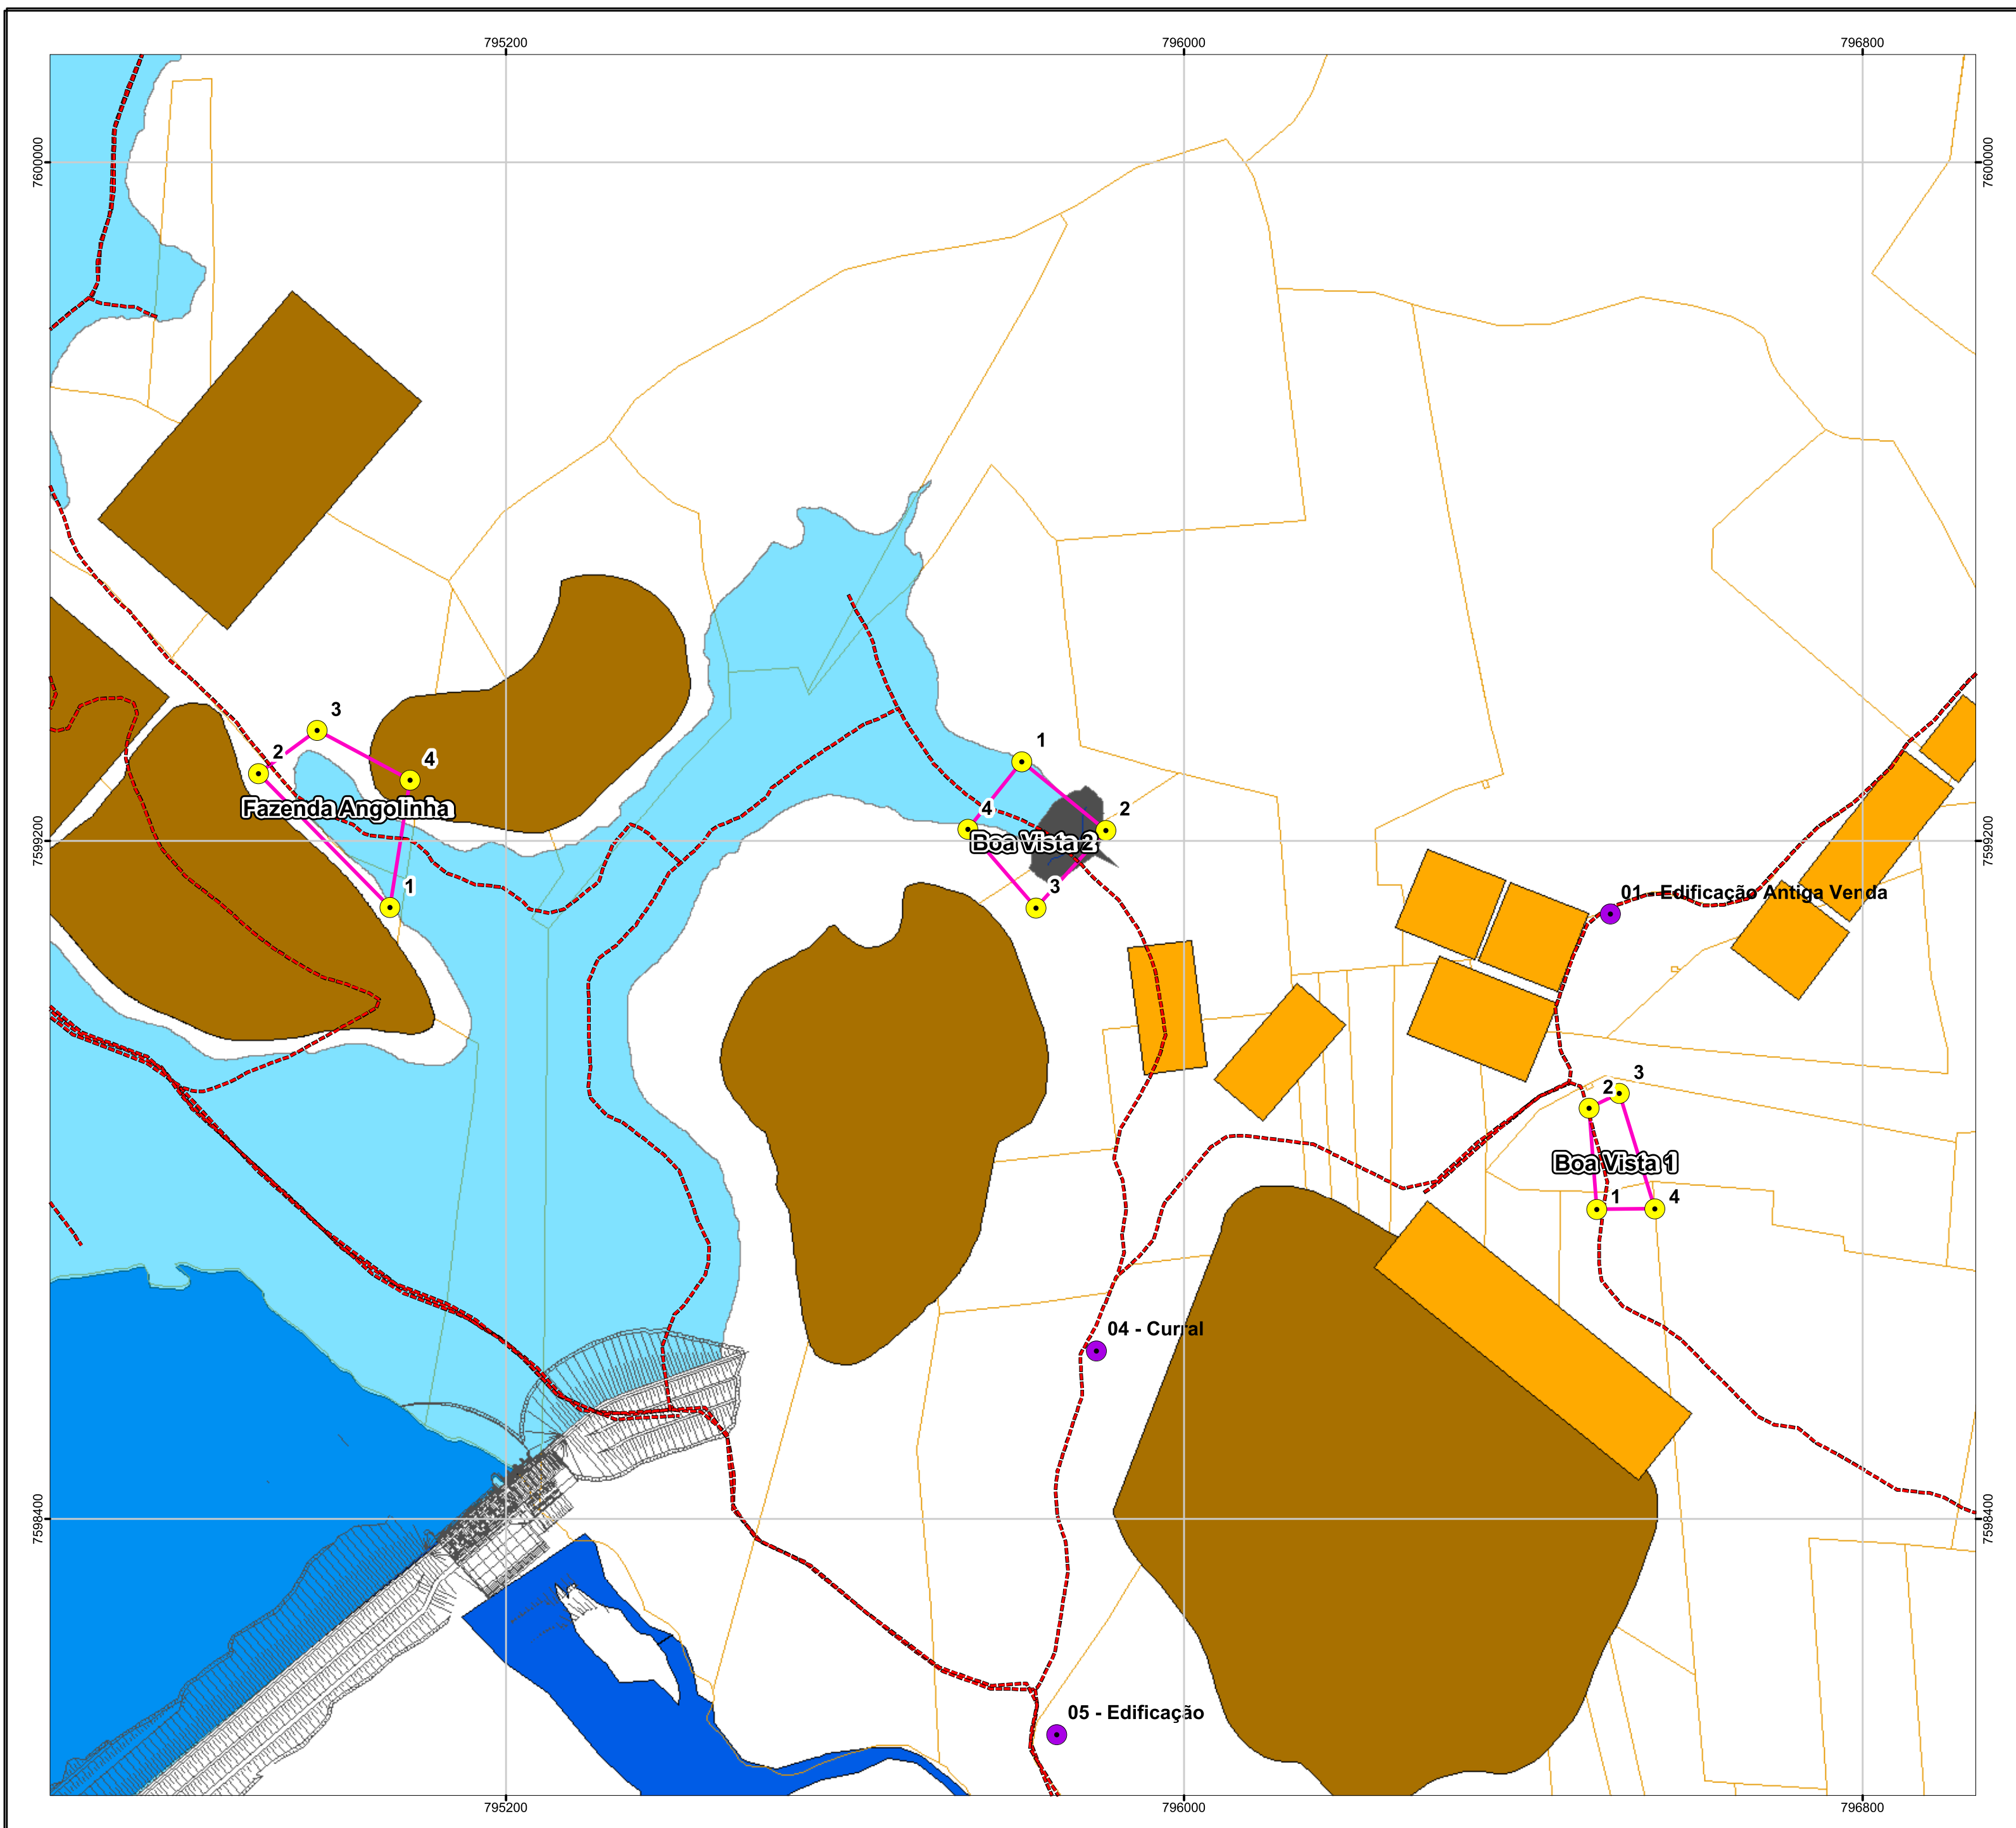 795200 796000 796800
7600000 7600000
3
2
4
Fazenda Angolinha
1
1
2
4
Boa Vista 2
3
7599200 7599200
01 - Edificação Antiga Venda
3
2
Boa Vista 1
1
4
04 - Curral
7598400 7598400
05 - Edificação
795200 796000 796800